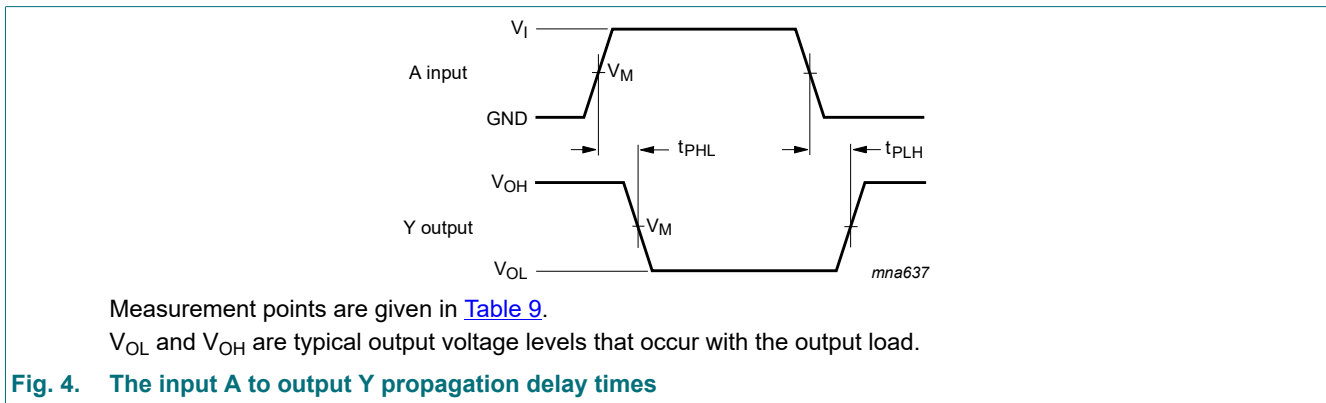 V_I
A input
V_M
GND
t_PHL
t_PLH
V_OH
Y output
V_M
V_OL
mna637
Measurement points are given in Table 9.
V_OL and V_OH are typical output voltage levels that occur with the output load.
Fig. 4. The input A to output Y propagation delay times